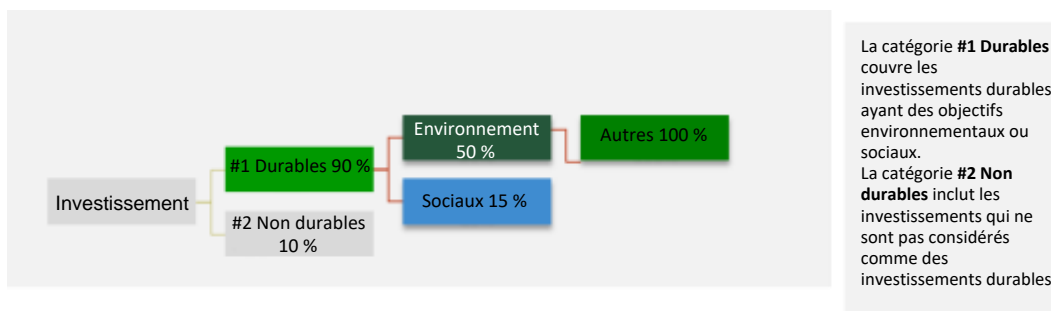 Investissement
#1 Durables 90 %
#2 Non durables
10 %
Environnement
50 %
Sociaux 15 %
Autres 100 %
La catégorie #1 Durables
couvre les
investissements durables
ayant des objectifs
environnementaux ou
sociaux.
La catégorie #2 Non
durables inclut les
investissements qui ne
sont pas considérés
comme des
investissements durables